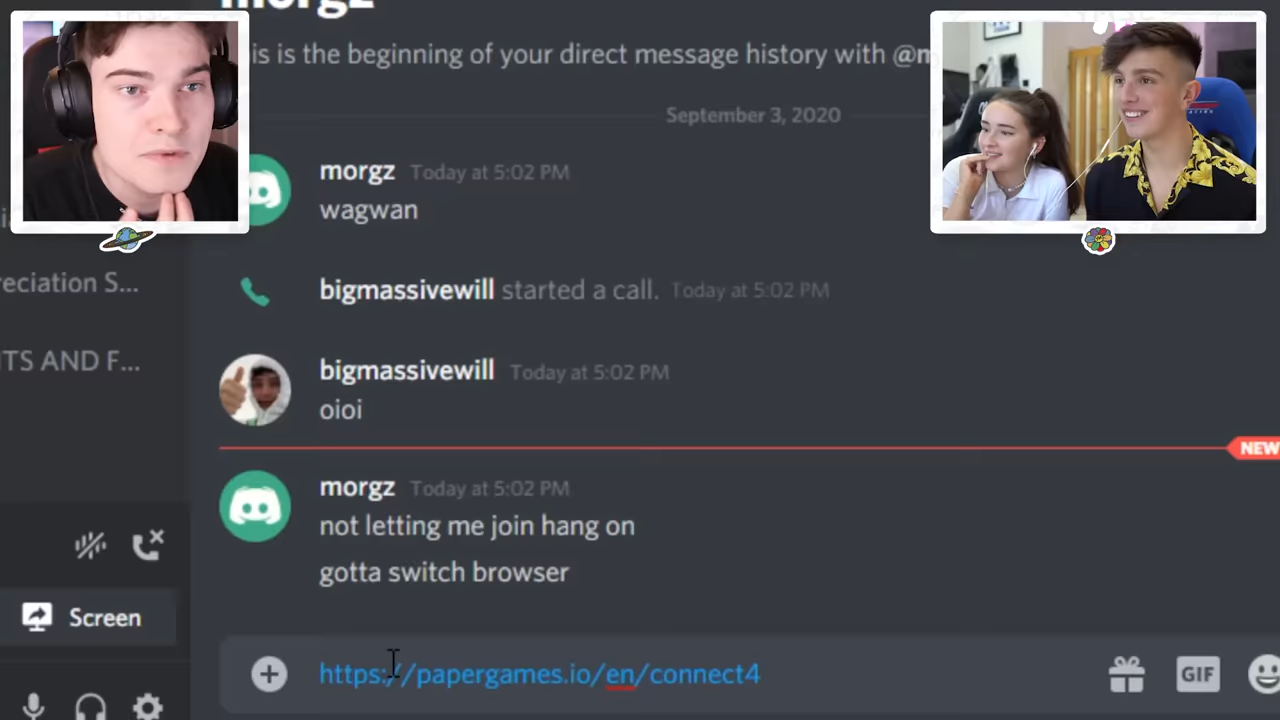 morgz
is is the beginning of your direct message history with @m
September 3, 2020
morgz Today at 5:02 PM
wagwan
bigmassivewill started a call. Today at 5:02 PM
reciation S...
bigmassivewill Today at 5:02 PM
TS AND F...
oioi
NEW
morgz Today at 5:02 PM
not letting me join hang on
gotta switch browser
Screen
https://papergames.io/en/connect4
GIF